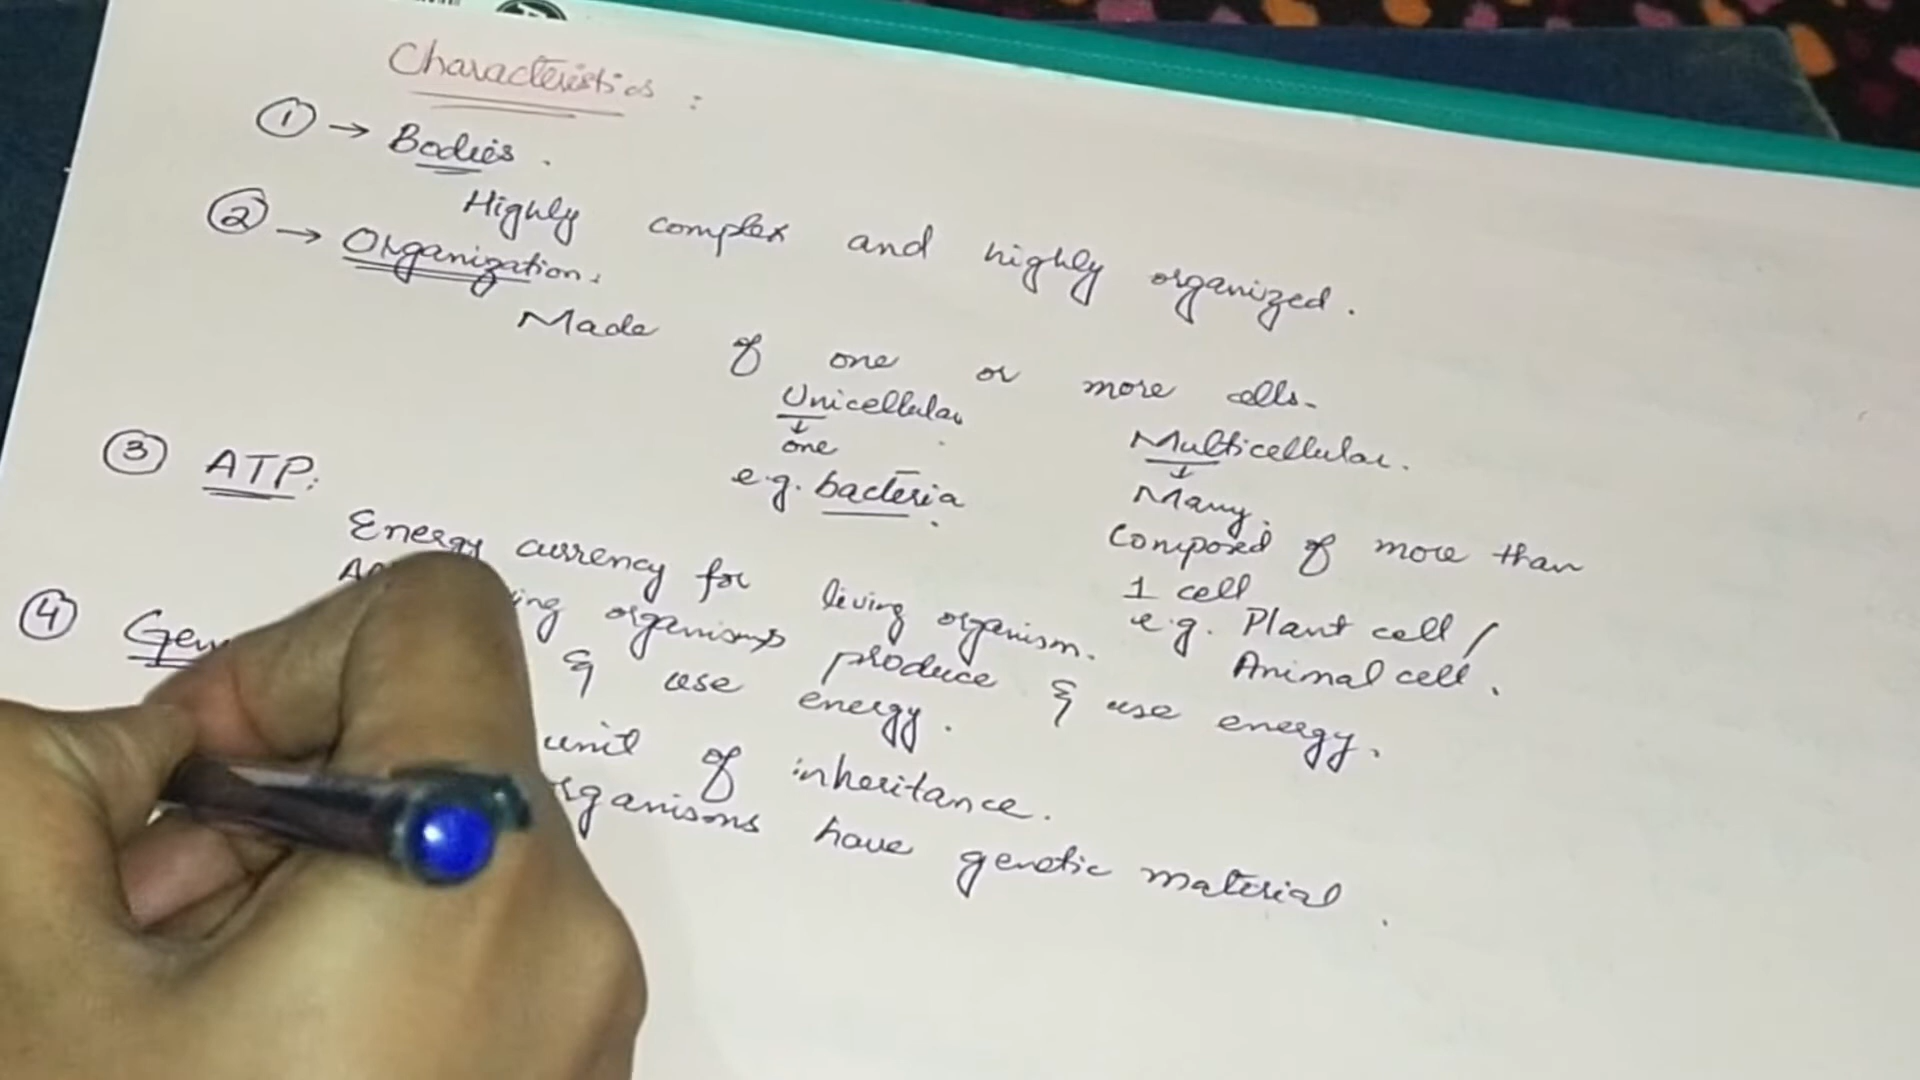 Characteristics :
① → Bodies.
Highly complex and highly organized.
② → Organization.
Made of one or more cells.
Unicellular
↓
one
e.g. bacteria.
Multicellular.
↓
Many.
Composed of more than
1 cell
e.g. Plant cell /
Animal cell.
③ ATP:
Energy currency for living organism.
organisms produce & use energy.
& use energy.
④
unit of inheritance.
have genetic material.